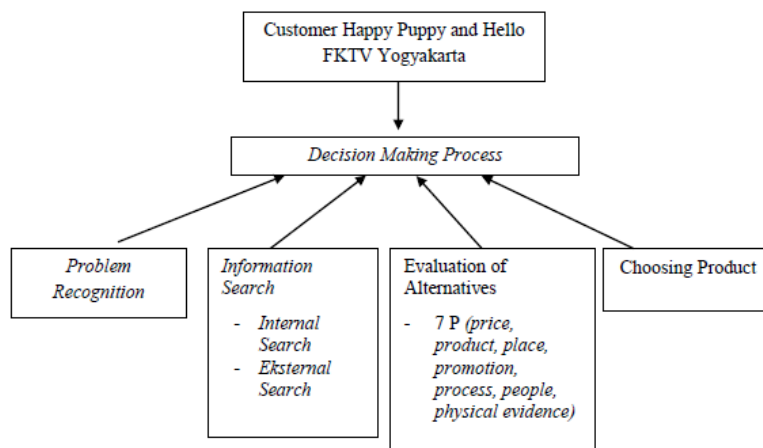 Customer Happy Puppy and Hello
FKTV Yogyakarta
Decision Making Process
Problem
Recognition
Information
Search
- Internal
Search
- Eksternal
Search
Evaluation of
Alternatives
- 7 P (price,
product, place,
promotion,
process, people,
physical evidence)
Choosing Product